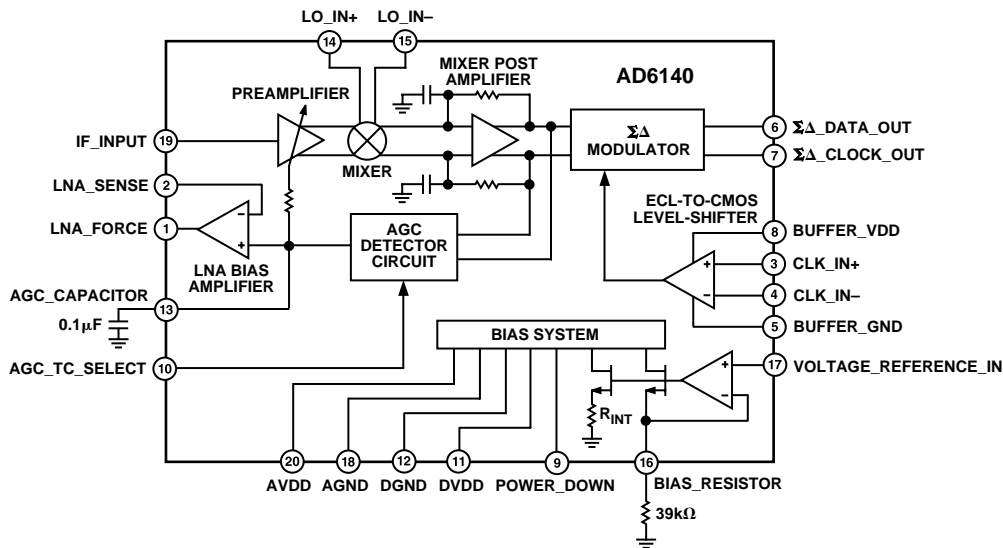 LO_IN+
LO_IN–
14
15
MIXER POST
AMPLIFIER
AD6140
PREAMPLIFIER
IF_INPUT
19
MIXER
ΣΔ
MODULATOR
6
ΣΔ_DATA_OUT
7
ΣΔ_CLOCK_OUT
LNA_SENSE
2
LNA_FORCE
1
–
+
LNA BIAS
AMPLIFIER
AGC
DETECTOR
CIRCUIT
ECL-TO-CMOS
LEVEL-SHIFTER
8
BUFFER_VDD
+
3
CLK_IN+
–
4
CLK_IN–
5
BUFFER_GND
AGC_CAPACITOR
13
0.1µF
AGC_TC_SELECT
10
BIAS SYSTEM
+
–
17
VOLTAGE_REFERENCE_IN
RINT
20
18
12
11
9
16
AVDD
AGND
DGND
DVDD
POWER_DOWN
BIAS_RESISTOR
39kΩ